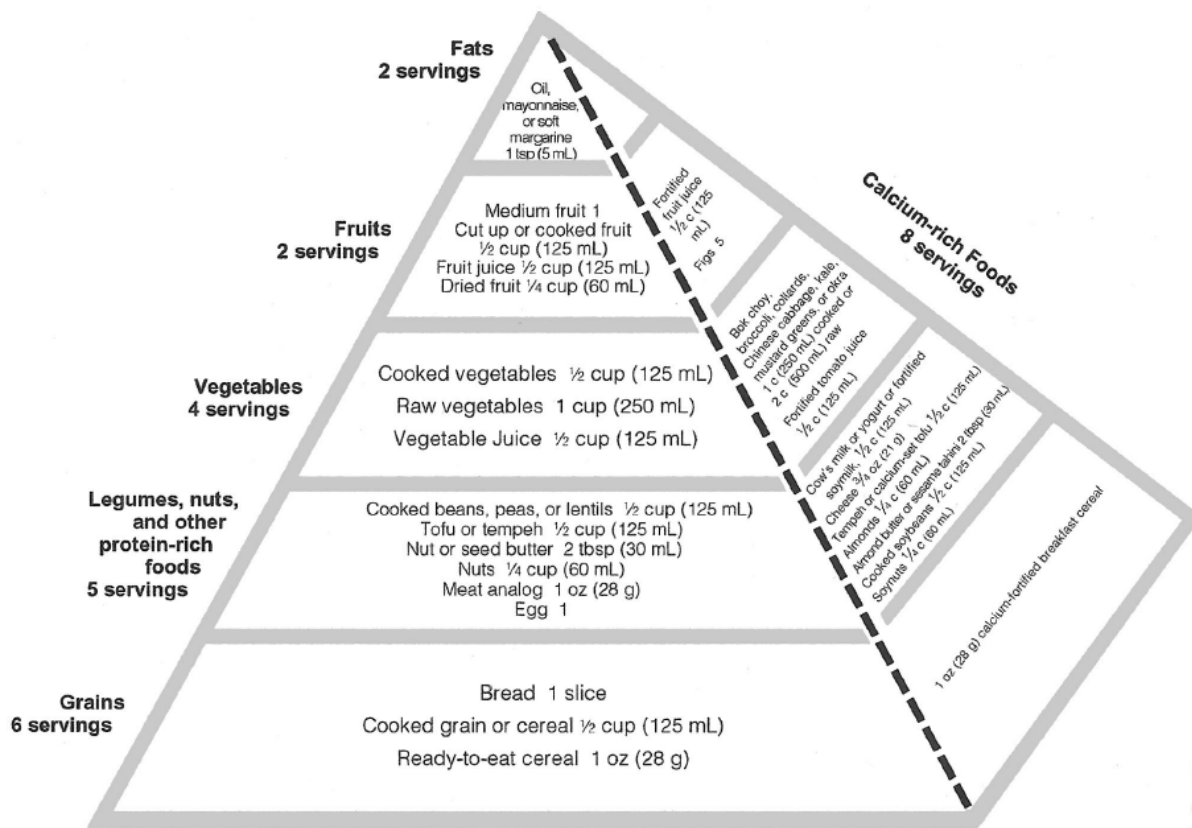 Fats
2 servings
Oil,
mayonnaise,
or soft
margarine
1 tsp (5 mL)
Fruits
2 servings
Medium fruit 1
Cut up or cooked fruit
½ cup (125 mL)
Fruit juice ½ cup (125 mL)
Dried fruit ¼ cup (60 mL)
Vegetables
4 servings
Cooked vegetables ½ cup (125 mL)
Raw vegetables 1 cup (250 mL)
Vegetable Juice ½ cup (125 mL)
Legumes, nuts,
and other
protein-rich
foods
5 servings
Cooked beans, peas, or lentils ½ cup (125 mL)
Tofu or tempeh ½ cup (125 mL)
Nut or seed butter 2 tbsp (30 mL)
Nuts ¼ cup (60 mL)
Meat analog 1 oz (28 g)
Egg 1
Grains
6 servings
Bread 1 slice
Cooked grain or cereal ½ cup (125 mL)
Ready-to-eat cereal 1 oz (28 g)
Calcium-rich Foods
8 servings
Fortified
fruit juice
½ c (125
mL)
Figs 5
Bok choy,
broccoli, collards,
Chinese cabbage, kale,
mustard greens, or okra
1 c (250 mL) cooked or
2 c (500 mL) raw
Fortified tomato juice
½ c (125 mL)
Cow's milk or yogurt or fortified
soymilk, ½ c (125 mL)
Cheese ¾ oz (21 g)
Tempeh or calcium-set tofu ½ c (125 mL)
Almonds ¼ c (60 mL)
Almond butter or sesame tahini 2 tbsp (30 mL)
Cooked soybeans ½ c (125 mL)
Soynuts ¼ c (60 mL)
1 oz (28 g) calcium-fortified breakfast cereal